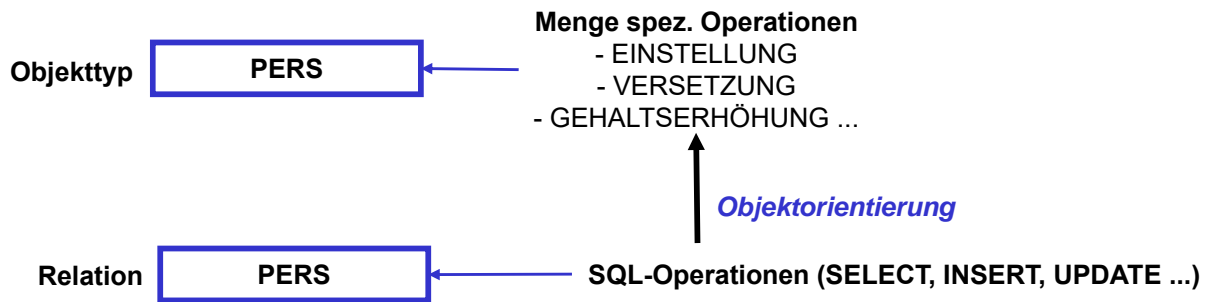 Menge spez. Operationen
Objekttyp PERS - EINSTELLUNG
- VERSETZUNG
- GEHALTSERHÖHUNG ...
Objektorientierung
Relation PERS SQL-Operationen (SELECT, INSERT, UPDATE ...)